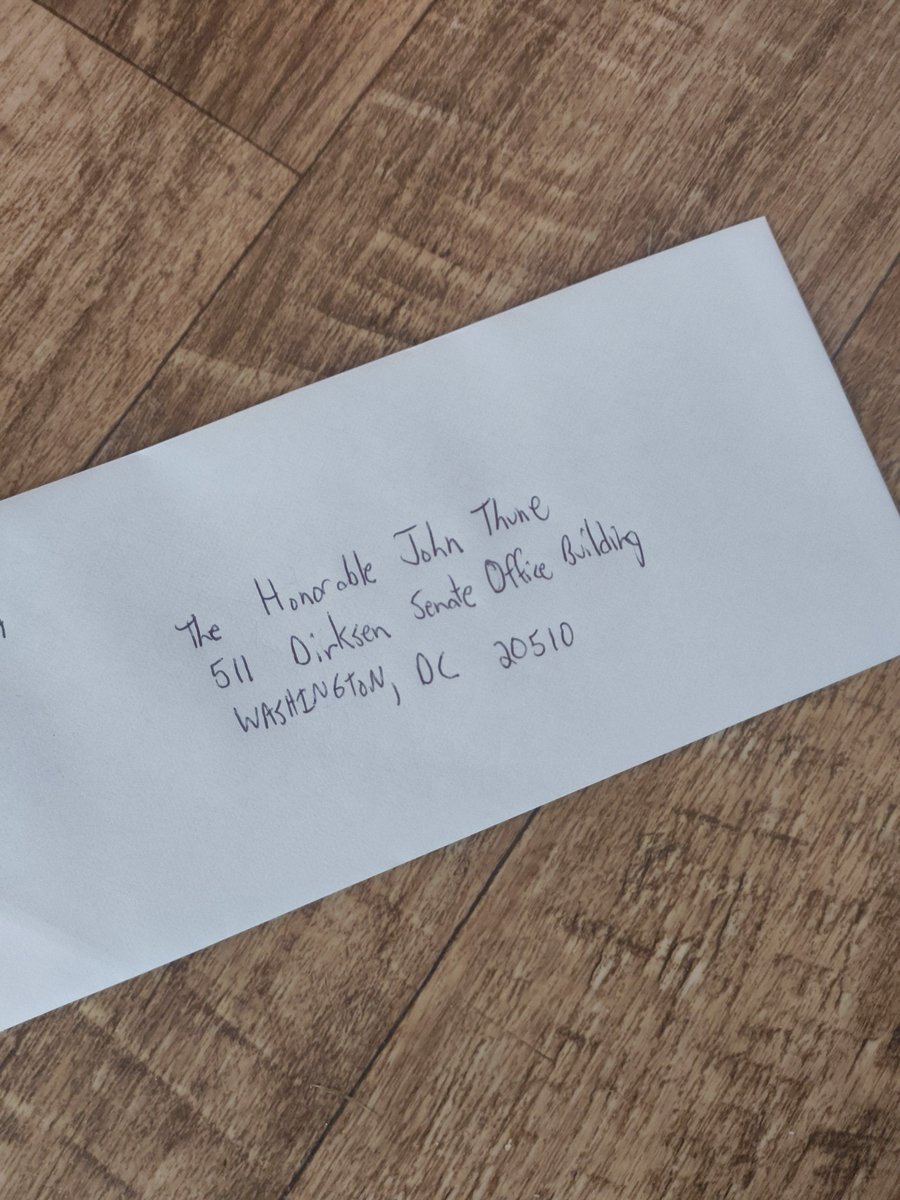 The Honorable John Thune
511 Dirksen Senate Office Building
WASHINGTON, DC 20510